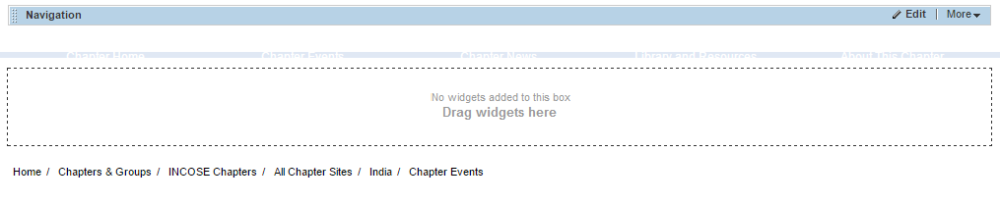 Navigation Edit | More
Chapter Home Chapter Events Chapter News Library and Resources About This Chapter
No widgets added to this box
Drag widgets here
Home / Chapters & Groups / INCOSE Chapters / All Chapter Sites / India / Chapter Events